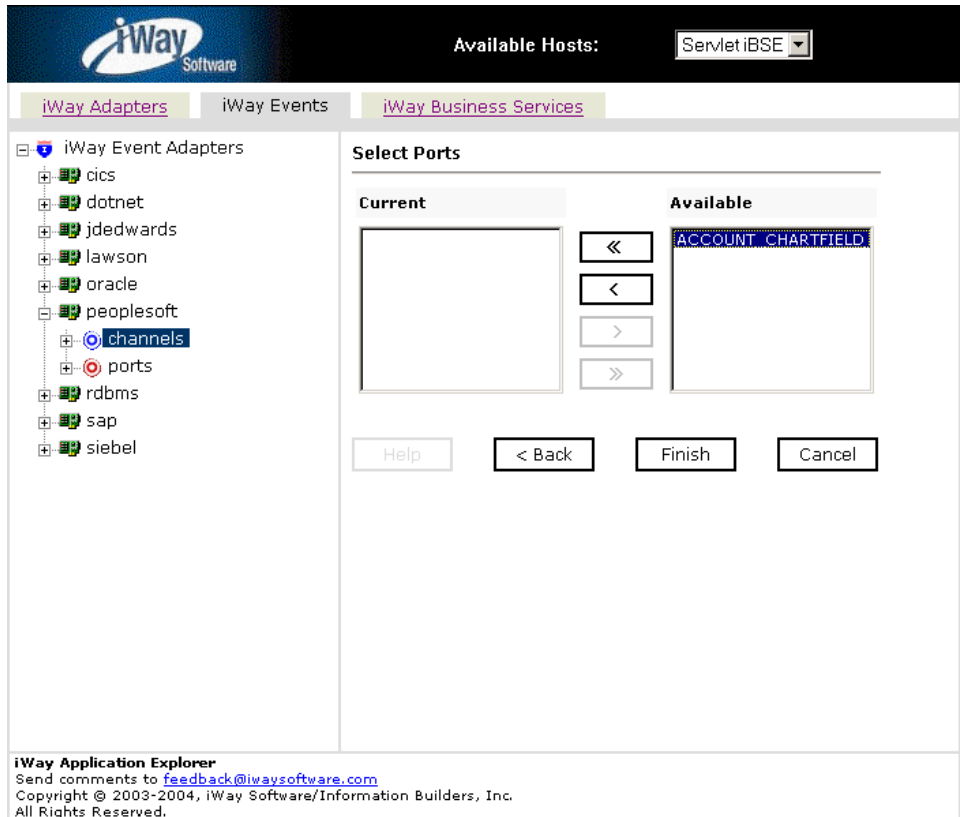 iWay Software
Available Hosts: Servlet iBSE
iWay Adapters iWay Events iWay Business Services
iWay Event Adapters
cics
dotnet
jdedwards
lawson
oracle
peoplesoft
channels
ports
rdbms
sap
siebel
Select Ports
Current Available
ACCOUNT_CHARTFIELD
<<
<
>
>>
Help < Back Finish Cancel
iWay Application Explorer
Send comments to feedback@iwaysoftware.com
Copyright © 2003-2004, iWay Software/Information Builders, Inc.
All Rights Reserved.